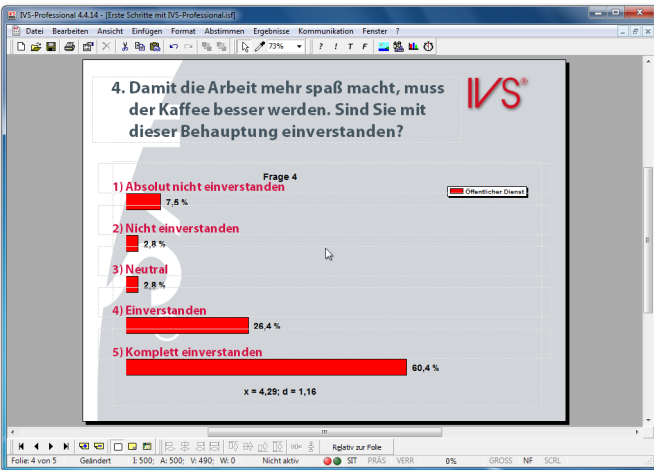 IVS-Professional 4.4.14 - [Erste Schritte mit IVS-Professional.isf]
Datei Bearbeiten Ansicht Einfügen Format Abstimmen Ergebnisse Kommunikation Fenster ?
73% ? ! T F
4. Damit die Arbeit mehr spaß macht, muss
der Kaffee besser werden. Sind Sie mit
dieser Behauptung einverstanden?
IVS®
Frage 4
Öffentlicher Dienst
1) Absolut nicht einverstanden
7,5 %
2) Nicht einverstanden
2,8 %
3) Neutral
2,8 %
4) Einverstanden
26,4 %
5) Komplett einverstanden
60,4 %
x = 4,29; d = 1,16
Relativ zur Folie
Folie: 4 von 5 Geändert I: 500; A: 500; V: 490; W: 0 Nicht aktiv SIT PRÄS VERR 0% GROSS NF SCRL